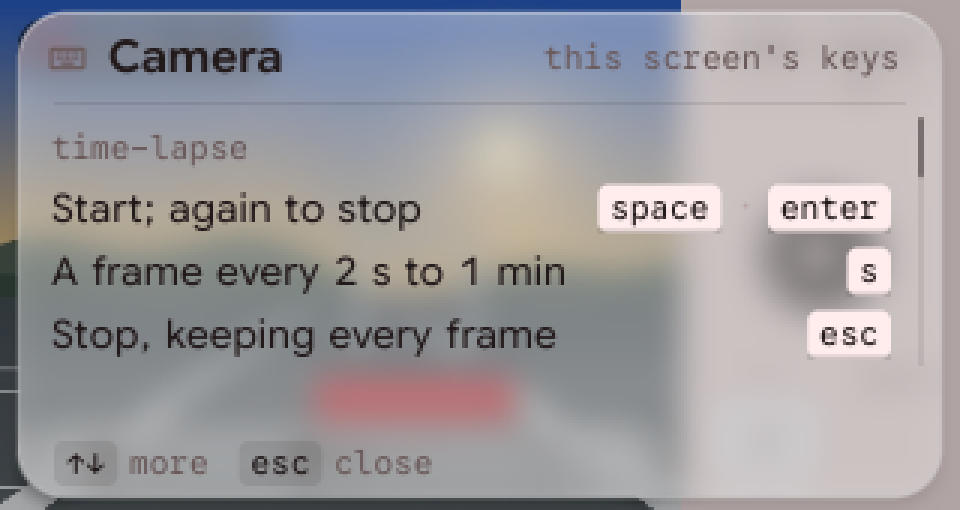 Camera this screen's keys
time-lapse
Start; again to stop space · enter
A frame every 2 s to 1 min s
Stop, keeping every frame esc
↑↓ more esc close